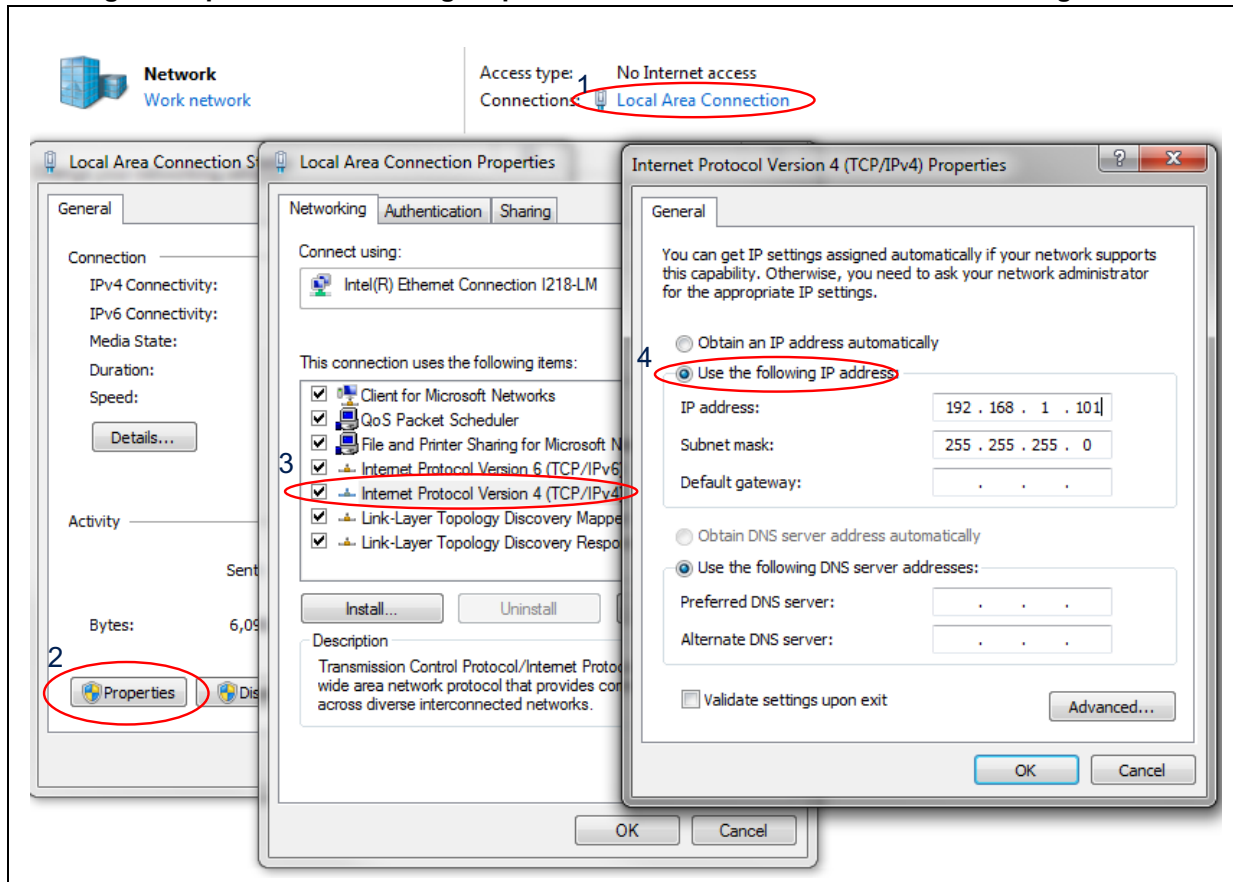 Network
Work network
Access type: No Internet access
Connections: Local Area Connection
1
Local Area Connection
General
Connection
IPv4 Connectivity:
IPv6 Connectivity:
Media State:
Duration:
Speed:
Details...
Activity
Sent
Bytes: 6,09
2
Properties
Dis
Local Area Connection Properties
Networking Authentication Sharing
Connect using:
Intel(R) Ethernet Connection I218-LM
This connection uses the following items:
Client for Microsoft Networks
QoS Packet Scheduler
File and Printer Sharing for Microsoft N
3
Internet Protocol Version 6 (TCP/IPv6)
Internet Protocol Version 4 (TCP/IPv4)
Link-Layer Topology Discovery Mappe
Link-Layer Topology Discovery Respo
Install... Uninstall
Description
Transmission Control Protocol/Internet Protoc
wide area network protocol that provides con
across diverse interconnected networks.
OK Cancel
Internet Protocol Version 4 (TCP/IPv4) Properties
General
You can get IP settings assigned automatically if your network supports
this capability. Otherwise, you need to ask your network administrator
for the appropriate IP settings.
Obtain an IP address automatically
4
Use the following IP address:
IP address: 192 . 168 . 1 . 101
Subnet mask: 255 . 255 . 255 . 0
Default gateway: . . .
Obtain DNS server address automatically
Use the following DNS server addresses:
Preferred DNS server: . . .
Alternate DNS server: . . .
Validate settings upon exit
Advanced...
OK Cancel